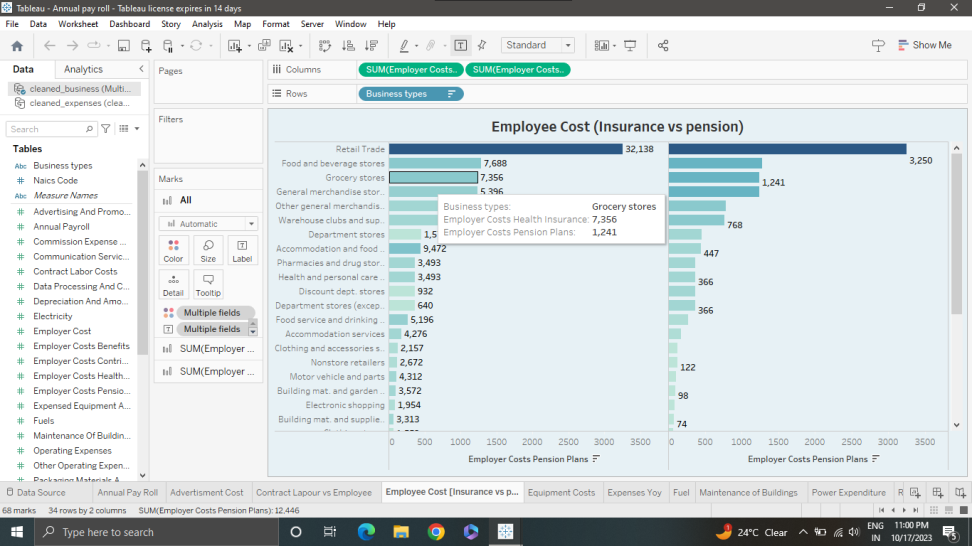 Tableau - Annual pay roll - Tableau license expires in 14 days
File Data Worksheet Dashboard Story Analysis Map Format Server Window Help
Standard
Show Me
Data Analytics
cleaned_business (Multi...
cleaned_expenses (clea...
Search
Tables
Abc Business types
# Naics Code
Abc Measure Names
# Advertising And Promo...
# Annual Payroll
# Commission Expense ...
# Communication Servic...
# Contract Labor Costs
# Data Processing And C...
# Depreciation And Amo...
# Electricity
# Employer Cost
# Employer Costs Benefits
# Employer Costs Contri...
# Employer Costs Health...
# Employer Costs Pensio...
# Expensed Equipment A...
# Fuels
# Maintenance Of Buildin...
# Operating Expenses
# Other Operating Expen...
# Packaging Materials A...
Pages
Filters
Marks
All
Automatic
Color Size Label
Detail Tooltip
Multiple fields
Multiple fields
SUM(Employer ...
SUM(Employer ...
Columns SUM(Employer Costs.. SUM(Employer Costs..
Rows Business types
Employee Cost (Insurance vs pension)
Retail Trade 32,138 3,250
Food and beverage stores 7,688
Grocery stores 7,356 1,241
General merchandise stor.. 5,396
Other general merchandis..
Warehouse clubs and sup.. 768
Department stores 1,5
Accommodation and food .. 9,472 447
Pharmacies and drug stor.. 3,493
Health and personal care .. 3,493 366
Discount dept. stores 932
Department stores (excep.. 640 366
Food service and drinking .. 5,196
Accommodation services 4,276
Clothing and accessories s.. 2,157
Nonstore retailers 2,672 122
Motor vehicle and parts 4,312
Building mat. and garden .. 3,572 98
Electronic shopping 1,954
Building mat. and supplie.. 3,313 74
Business types: Grocery stores
Employer Costs Health Insurance: 7,356
Employer Costs Pension Plans: 1,241
0 500 1000 1500 2000 2500 3000 3500 0 500 1000 1500 2000 2500 3000 3500
Employer Costs Pension Plans Employer Costs Pension Plans
Data Source Annual Pay Roll Advertisment Cost Contract Lapour vs Employee Employee Cost [Insurance vs p... Equipment Costs Expenses Yoy Fuel Maintenance of Buildings Power Expenditure R
68 marks 34 rows by 2 columns SUM(Employer Costs Pension Plans): 12,446
Type here to search
24°C Clear
ENG
IN
11:00 PM
10/17/2023
5